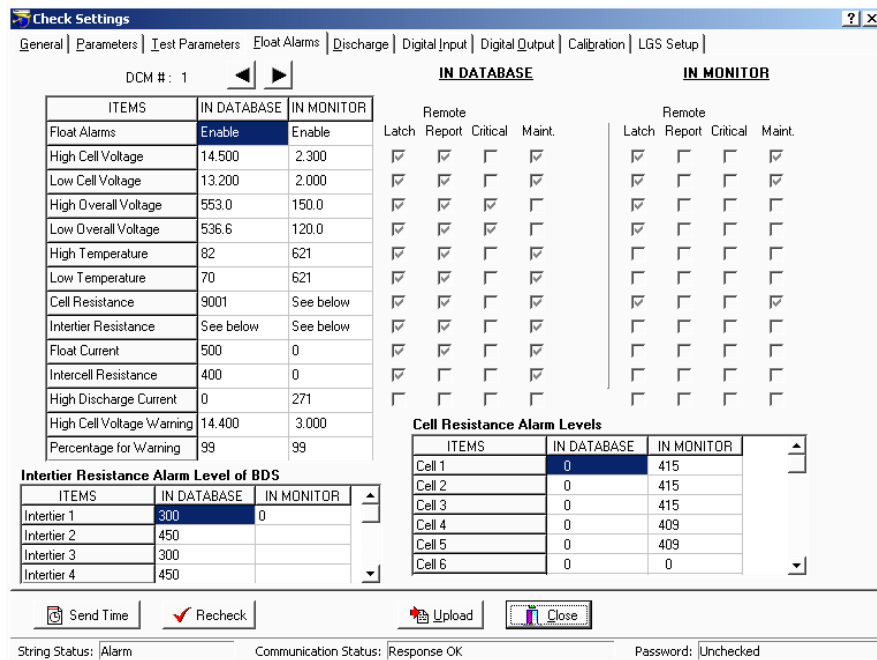 Check Settings
General Parameters Test Parameters Float Alarms Discharge Digital Input Digital Output Calibration LGS Setup
DCM # : 1
IN DATABASE IN MONITOR
ITEMS IN DATABASE IN MONITOR
Remote Remote
Latch Report Critical Maint. Latch Report Critical Maint.
Float Alarms Enable Enable
High Cell Voltage 14.500 2.300
Low Cell Voltage 13.200 2.000
High Overall Voltage 553.0 150.0
Low Overall Voltage 536.6 120.0
High Temperature 82 621
Low Temperature 70 621
Cell Resistance 9001 See below
Intertier Resistance See below See below
Float Current 500 0
Intercell Resistance 400 0
High Discharge Current 0 271
High Cell Voltage Warning 14.400 3.000
Percentage for Warning 99 99
Intertier Resistance Alarm Level of BDS
ITEMS IN DATABASE IN MONITOR
Intertier 1 300 0
Intertier 2 450
Intertier 3 300
Intertier 4 450
Cell Resistance Alarm Levels
ITEMS IN DATABASE IN MONITOR
Cell 1 0 415
Cell 2 0 415
Cell 3 0 415
Cell 4 0 409
Cell 5 0 409
Cell 6 0 0
Send Time Recheck Upload Close
String Status: Alarm Communication Status: Response OK Password: Unchecked